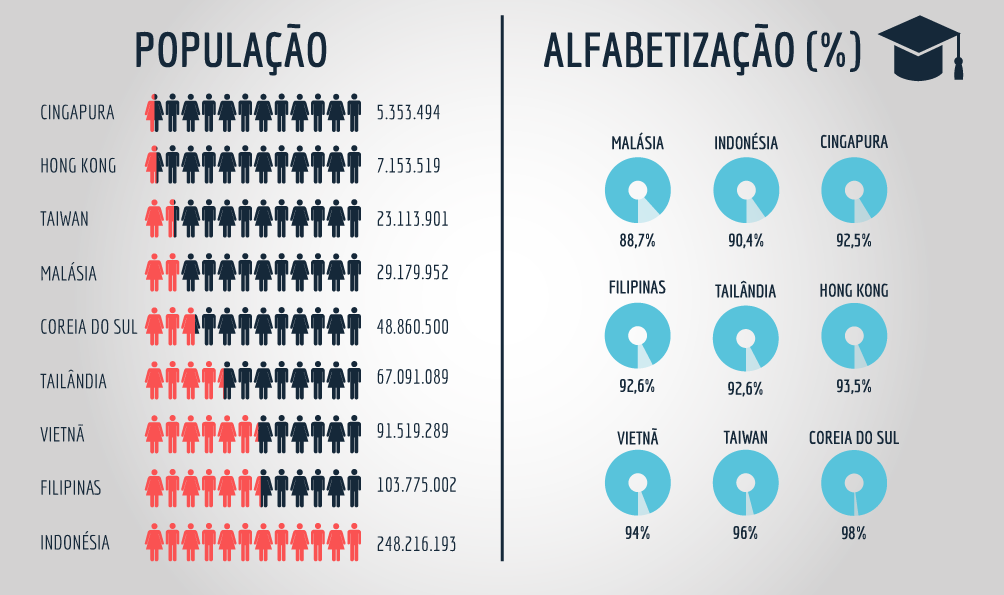 POPULAÇÃO
CINGAPURA 5.353.494
HONG KONG 7.153.519
TAIWAN 23.113.901
MALÁSIA 29.179.952
COREIA DO SUL 48.860.500
TAILÂNDIA 67.091.089
VIETNÃ 91.519.289
FILIPINAS 103.775.002
INDONÉSIA 248.216.193
ALFABETIZAÇÃO (%)
MALÁSIA INDONÉSIA CINGAPURA
88,7% 90,4% 92,5%
FILIPINAS TAILÂNDIA HONG KONG
92,6% 92,6% 93,5%
VIETNÃ TAIWAN COREIA DO SUL
94% 96% 98%